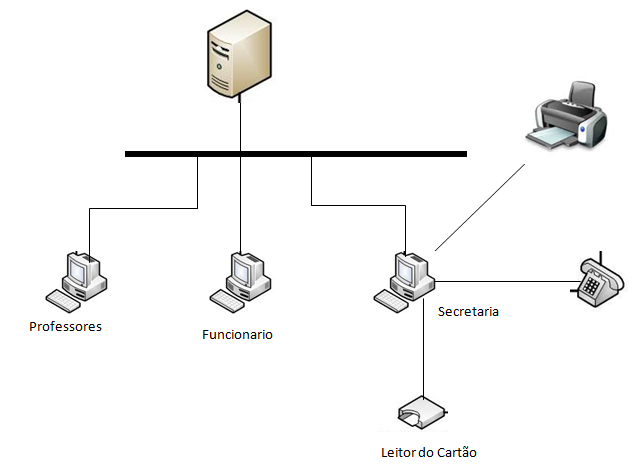 Secretaria
Professores
Funcionario
Leitor do Cartão